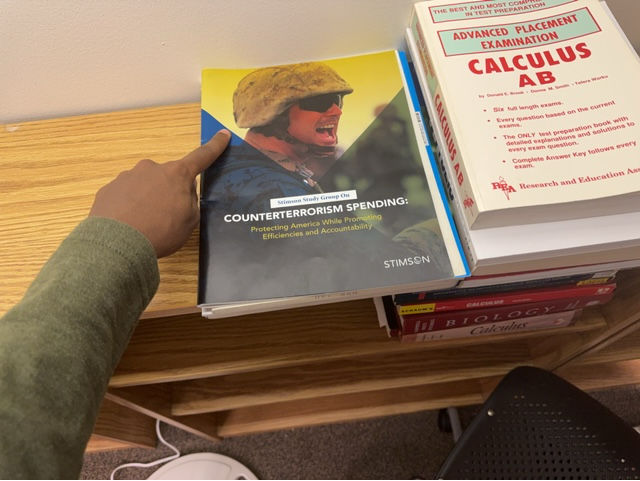 Stimson Study Group On
COUNTERTERRORISM SPENDING:
Protecting America While Promoting
Efficiencies and Accountability
STIMSON
THE BEST AND MOST
IN TEST PREPARATION
ADVANCED PLACEMENT
EXAMINATION
CALCULUS
AB
Six full length exams.
Every question based on the current
exams.
The ONLY test preparation book with
detailed explanations and solutions to
every exam question.
Complete Answer Key follows every
exam.
REA Research and Education
CALCULUS AB
CALCULUS
BIOLOGY
Calculus